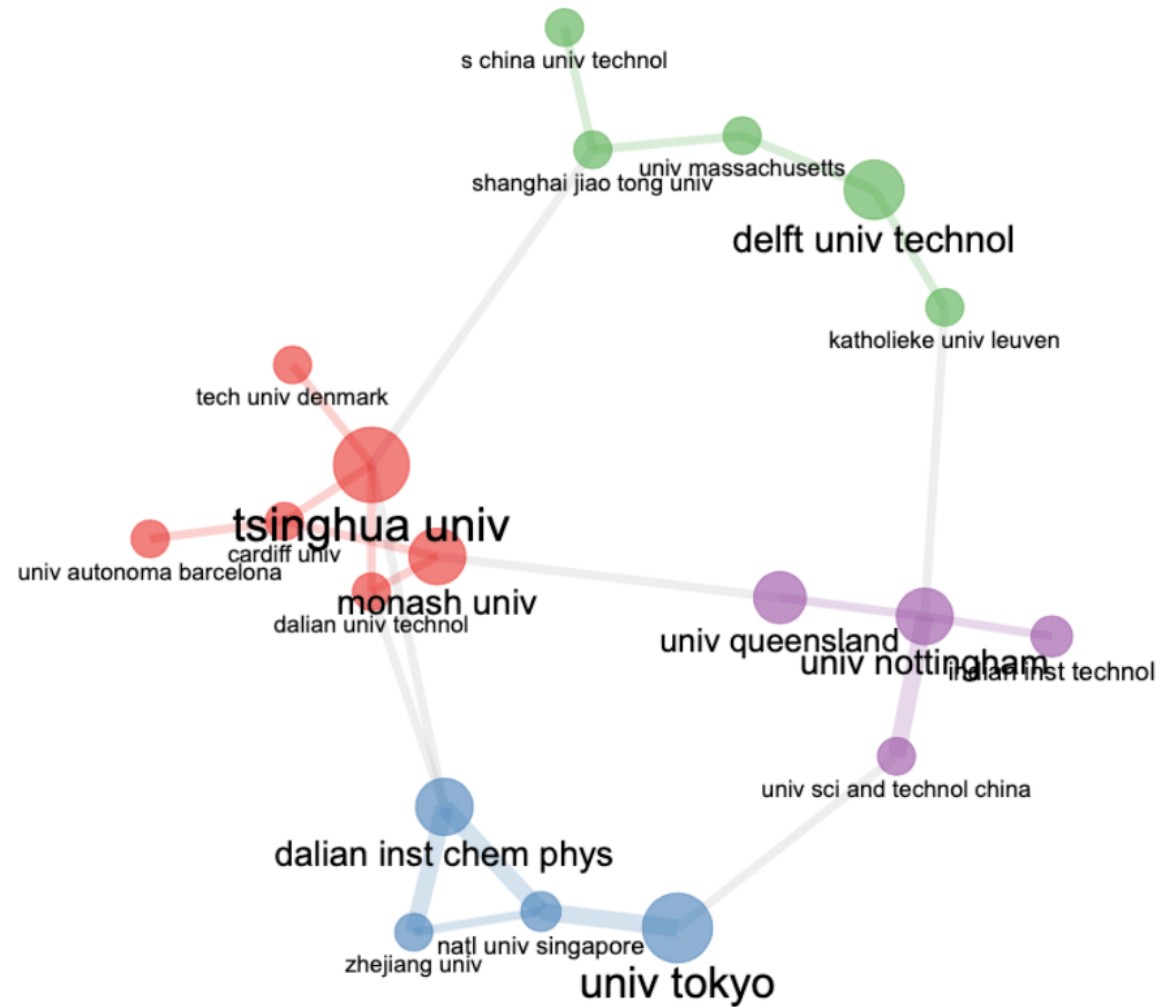 s china univ technol
univ massachusetts
shanghai jiao tong univ
delft univ technol
katholieke univ leuven
tech univ denmark
tsinghua univ
cardiff univ
univ autonoma barcelona
monash univ
dalian univ technol
univ queensland
univ nottingham
indian inst technol
univ sci and technol china
dalian inst chem phys
natl univ singapore
zhejiang univ
univ tokyo